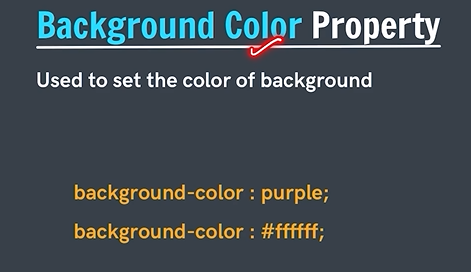 Background Color Property
Used to set the color of background
background-color : purple;
background-color : #ffffff;